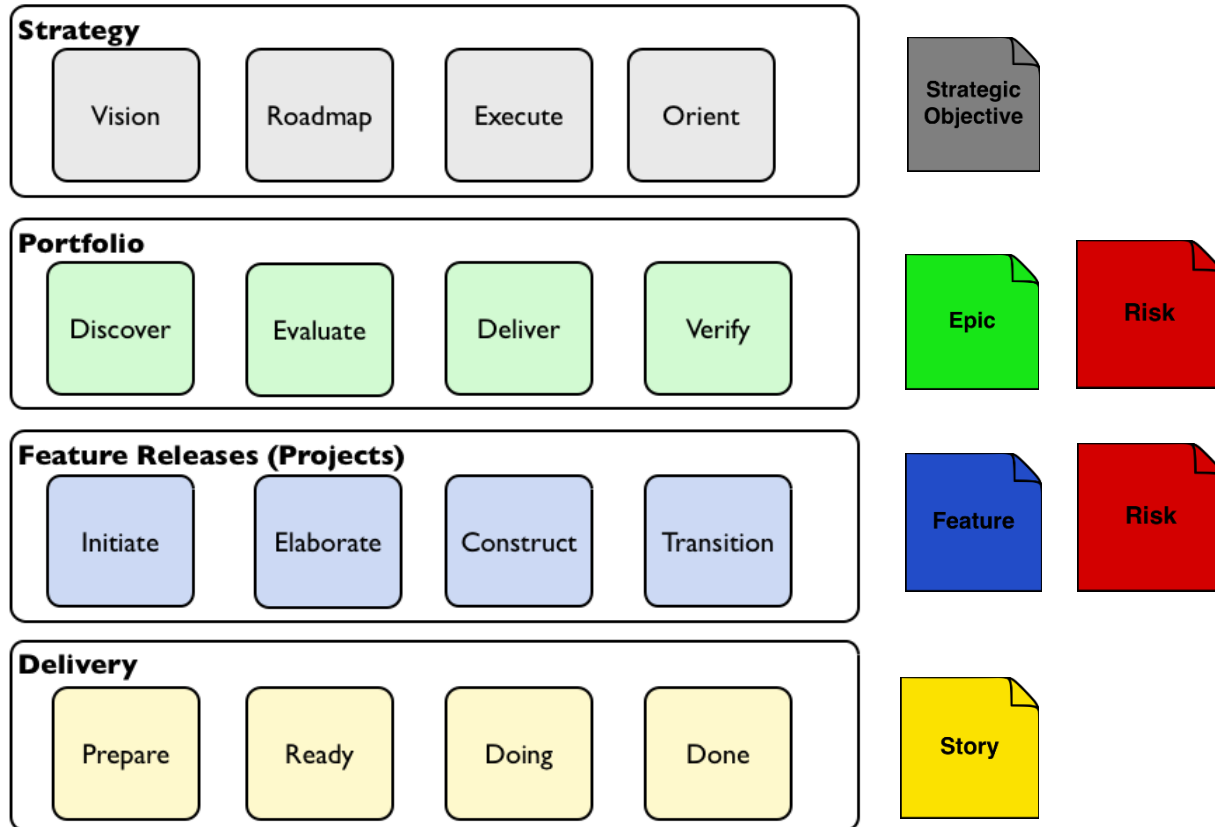 Strategy
Vision
Roadmap
Execute
Orient
Strategic
Objective
Portfolio
Discover
Evaluate
Deliver
Verify
Epic
Risk
Feature Releases (Projects)
Initiate
Elaborate
Construct
Transition
Feature
Risk
Delivery
Prepare
Ready
Doing
Done
Story